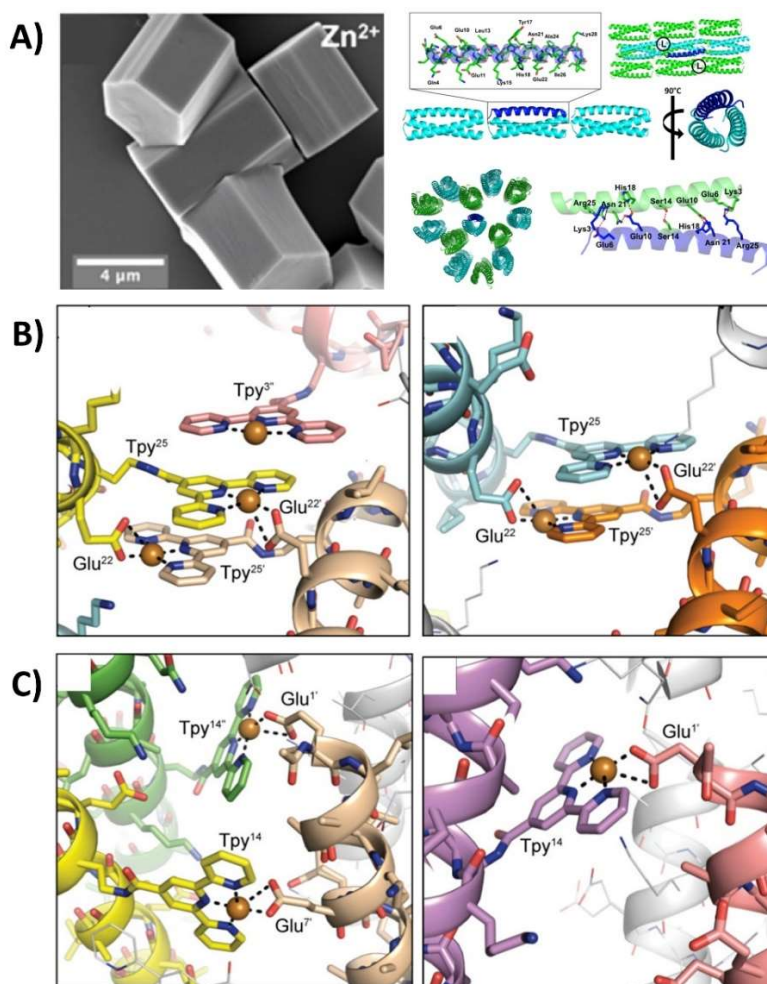 A)
Zn²⁺
4 μm
Glu6
Glu10
Leu13
Tyr17
Asn21
Ala24
Lys28
Gln4
Glu11
Lys15
His18
Glu22
Ile26
L
L
90°C
Arg25
Asn 21
His18
Ser14
Glu10
Glu6
Lys3
Lys3
Glu6
Glu10
Ser14
His18
Asn 21
Arg25
B)
Tpy³"
Tpy²⁵
Glu²²'
Glu²²
Tpy²⁵'
Tpy²⁵
Glu²²'
Glu²²
Tpy²⁵'
C)
Glu¹'
Tpy¹⁴"
Tpy¹⁴
Glu⁷'
Glu¹'
Tpy¹⁴